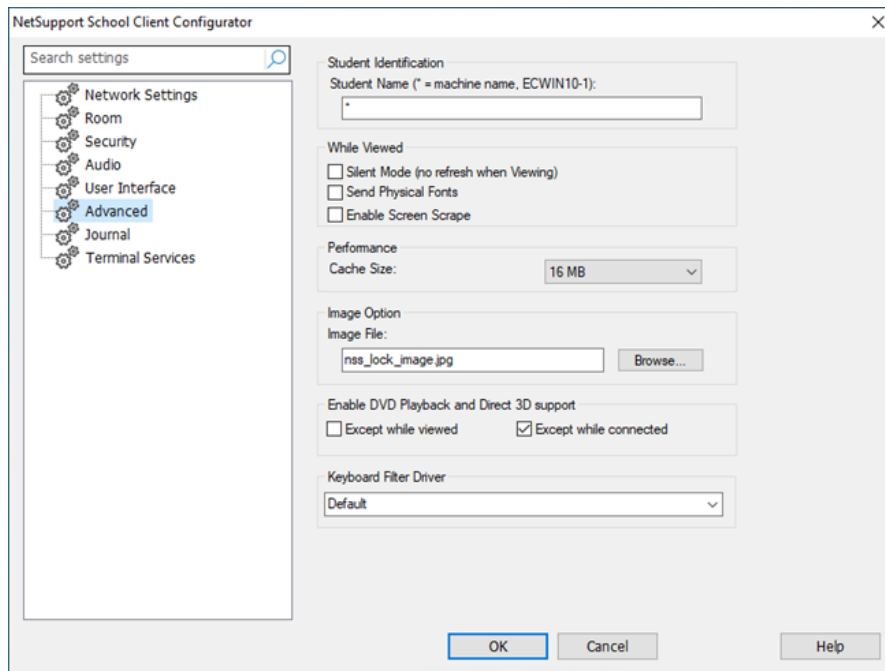 NetSupport School Client Configurator
Search settings
Network Settings
Room
Security
Audio
User Interface
Advanced
Journal
Terminal Services
Student Identification
Student Name (* = machine name, ECWIN10-1):
*
While Viewed
Silent Mode (no refresh when Viewing)
Send Physical Fonts
Enable Screen Scrape
Performance
Cache Size: 16 MB
Image Option
Image File:
nss_lock_image.jpg Browse...
Enable DVD Playback and Direct 3D support
Except while viewed Except while connected
Keyboard Filter Driver
Default
OK Cancel Help